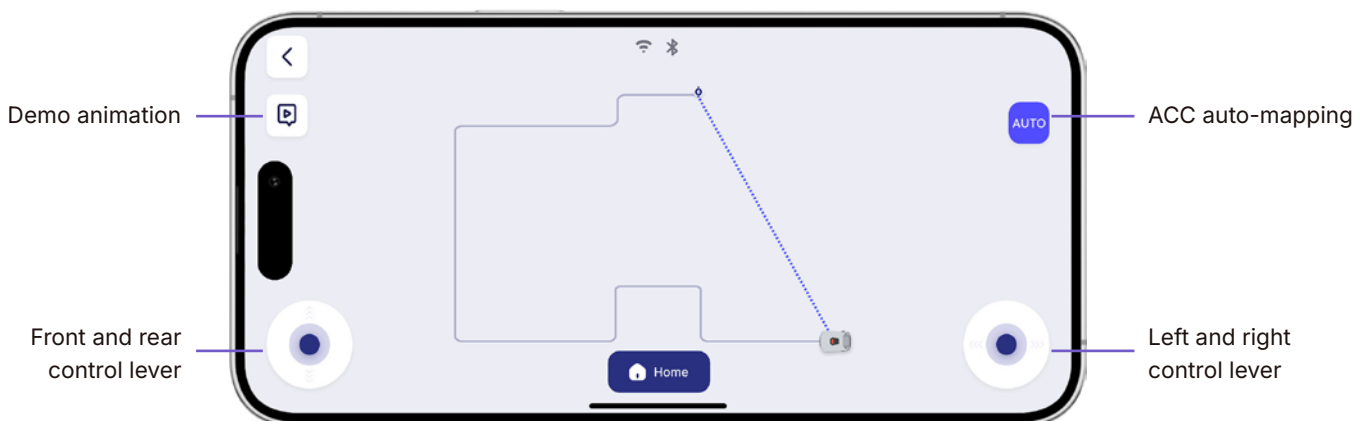 Demo animation
AUTO
ACC auto-mapping
Front and rear
control lever
Home
Left and right
control lever